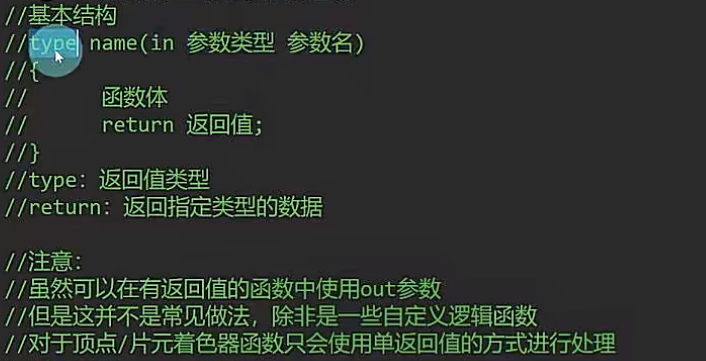 //基本结构
//type name(in 参数类型 参数名)
//{
//      函数体
//      return 返回值;
//}
//type: 返回值类型
//return: 返回指定类型的数据
//注意:
//虽然可以在有返回值的函数中使用out参数
//但是这并不是常见做法, 除非是一些自定义逻辑函数
//对于顶点/片元着色器函数只会使用单返回值的方式进行处理